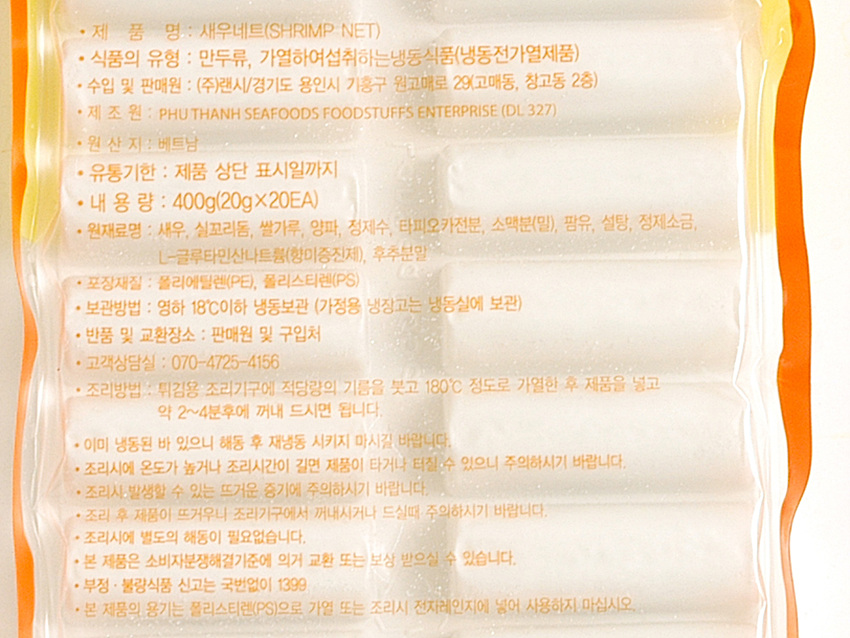 • 제 품 명 : 새우네트(SHRIMP NET)
• 식품의 유형 : 만두류, 가열하여섭취하는냉동식품(냉동전가열제품)
• 수입 및 판매원 : (주)랜시/경기도 용인시 기흥구 원고매로 29(고매동, 창고동 2층)
• 제 조 원 : PHU THANH SEAFOODS FOODSTUFFS ENTERPRISE (DL 327)
• 원 산 지 : 베트남
• 유통기한 : 제품 상단 표시일까지
• 내 용 량 : 400g(20g×20EA)
• 원재료명 : 새우, 실꼬리돔, 쌀가루, 양파, 정제수, 타피오카전분, 소맥분(밀), 팜유, 설탕, 정제소금,
L-글루타민산나트륨(향미증진제), 후추분말
• 포장재질 : 폴리에틸렌(PE), 폴리스티렌(PS)
• 보관방법 : 영하 18℃이하 냉동보관 (가정용 냉장고는 냉동실에 보관)
• 반품 및 교환장소 : 판매원 및 구입처
• 고객상담실 : 070-4725-4156
• 조리방법 : 튀김용 조리기구에 적당량의 기름을 붓고 180℃ 정도로 가열한 후 제품을 넣고
약 2~4분후에 꺼내 드시면 됩니다.
• 이미 냉동된 바 있으니 해동 후 재냉동 시키지 마시길 바랍니다.
• 조리시에 온도가 높거나 조리시간이 길면 제품이 타거나 터질 수 있으니 주의하시기 바랍니다.
• 조리시 발생할 수 있는 뜨거운 증기에 주의하시기 바랍니다.
• 조리 후 제품이 뜨거우니 조리기구에서 꺼내시거나 드실때 주의하시기 바랍니다.
• 조리시에 별도의 해동이 필요없습니다.
• 본 제품은 소비자분쟁해결기준에 의거 교환 또는 보상 받으실 수 있습니다.
• 부정 · 불량식품 신고는 국번없이 1399
• 본 제품의 용기는 폴리스티렌(PS)으로 가열 또는 조리시 전자레인지에 넣어 사용하지 마십시오.